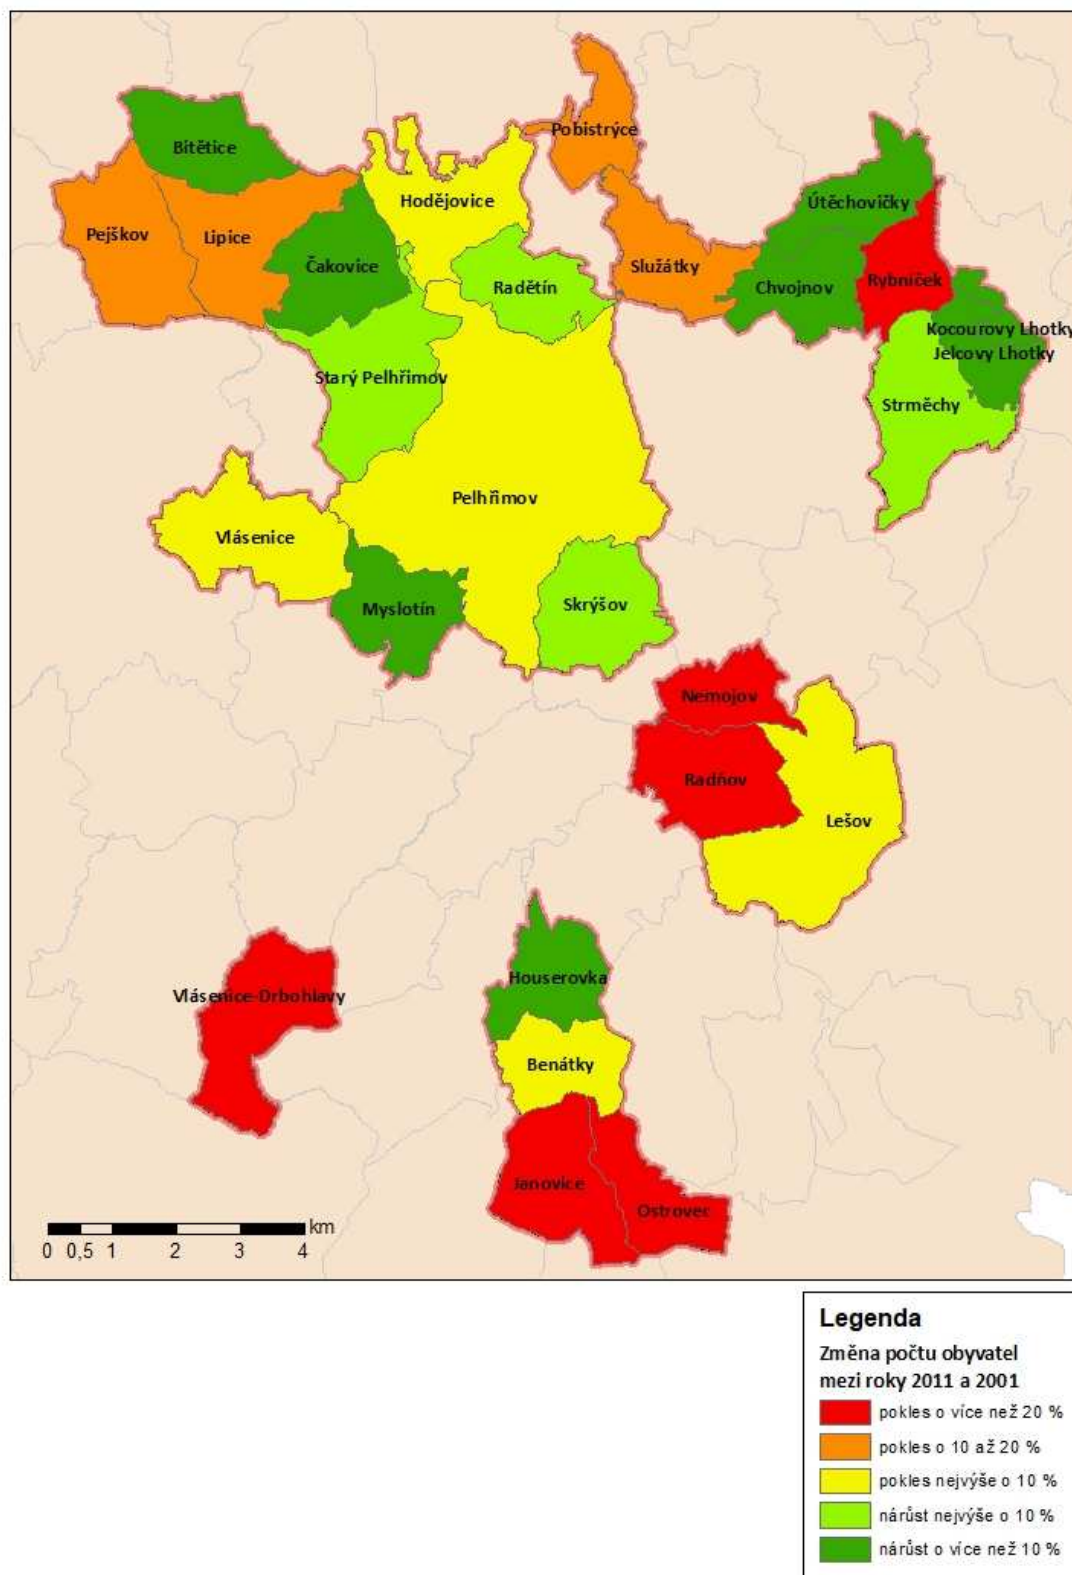 Pobistrýce
Bitětice
Hodějovice
Útěchovičky
Pejškov
Lipice
Čakovice
Radětín
Služátky
Chvojnov
Rybníček
Kocourovy Lhotky
Jelcovy Lhotky
Starý Pelhřimov
Strměchy
Pelhřimov
Vlásenice
Myslotín
Skrýšov
Nemojov
Radňov
Lešov
Houserovka
Vlásenice-Drbohlavy
Benátky
Janovice
Ostrovec
km
0 0,5 1 2 3 4
Legenda
Změna počtu obyvatel
mezi roky 2011 a 2001
pokles o více než 20 %
pokles o 10 až 20 %
pokles nejvýše o 10 %
nárůst nejvýše o 10 %
nárůst o více než 10 %